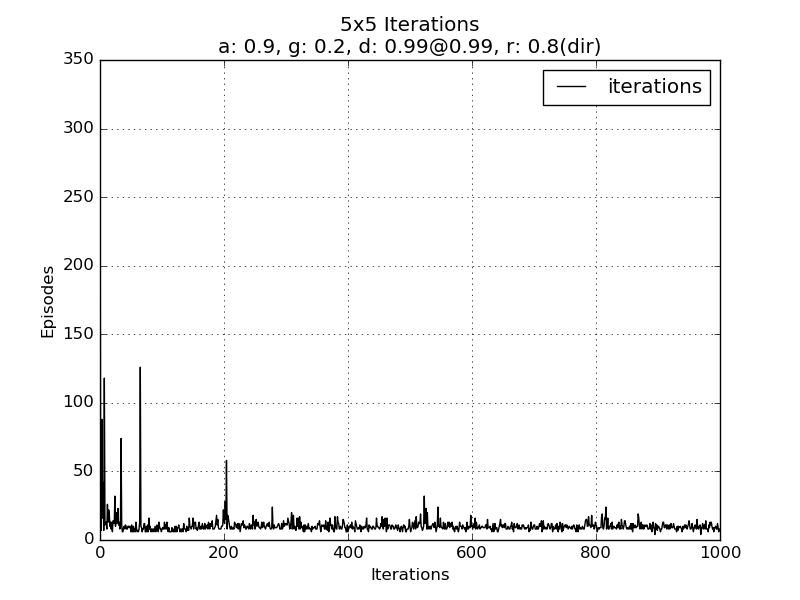 5x5 Iterations
a: 0.9, g: 0.2, d: 0.99@0.99, r: 0.8(dir)
iterations
350
300
250
200
150
100
50
0
Episodes
0 200 400 600 800 1000
Iterations